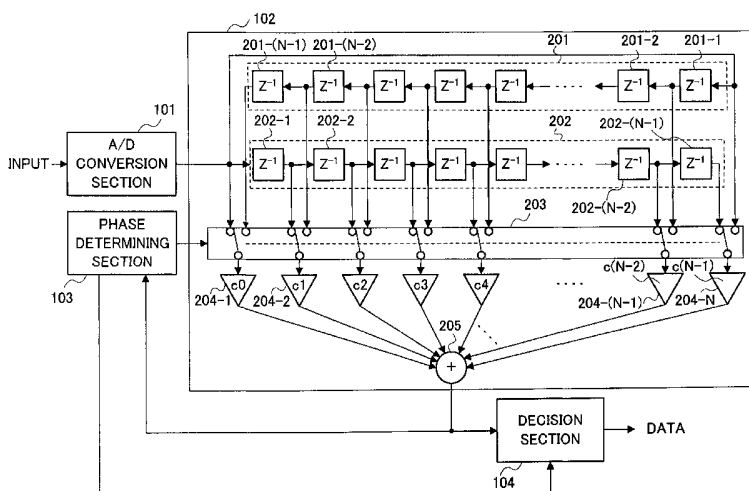 102
201-(N-1) 201-(N-2) 201 201-2 201-1
Z⁻¹ Z⁻¹ Z⁻¹ Z⁻¹ Z⁻¹ Z⁻¹ Z⁻¹
101
202-1 202-2 202 202-(N-1)
INPUT
A/D
CONVERSION
SECTION
Z⁻¹ Z⁻¹ Z⁻¹ Z⁻¹ Z⁻¹ Z⁻¹ Z⁻¹
202-(N-2)
203
PHASE
DETERMINING
SECTION
103
c0 c1 c2 c3 c4 c(N-2) c(N-1)
204-1 204-2 204-(N-1) 204-N
205
+
DECISION
SECTION
DATA
104